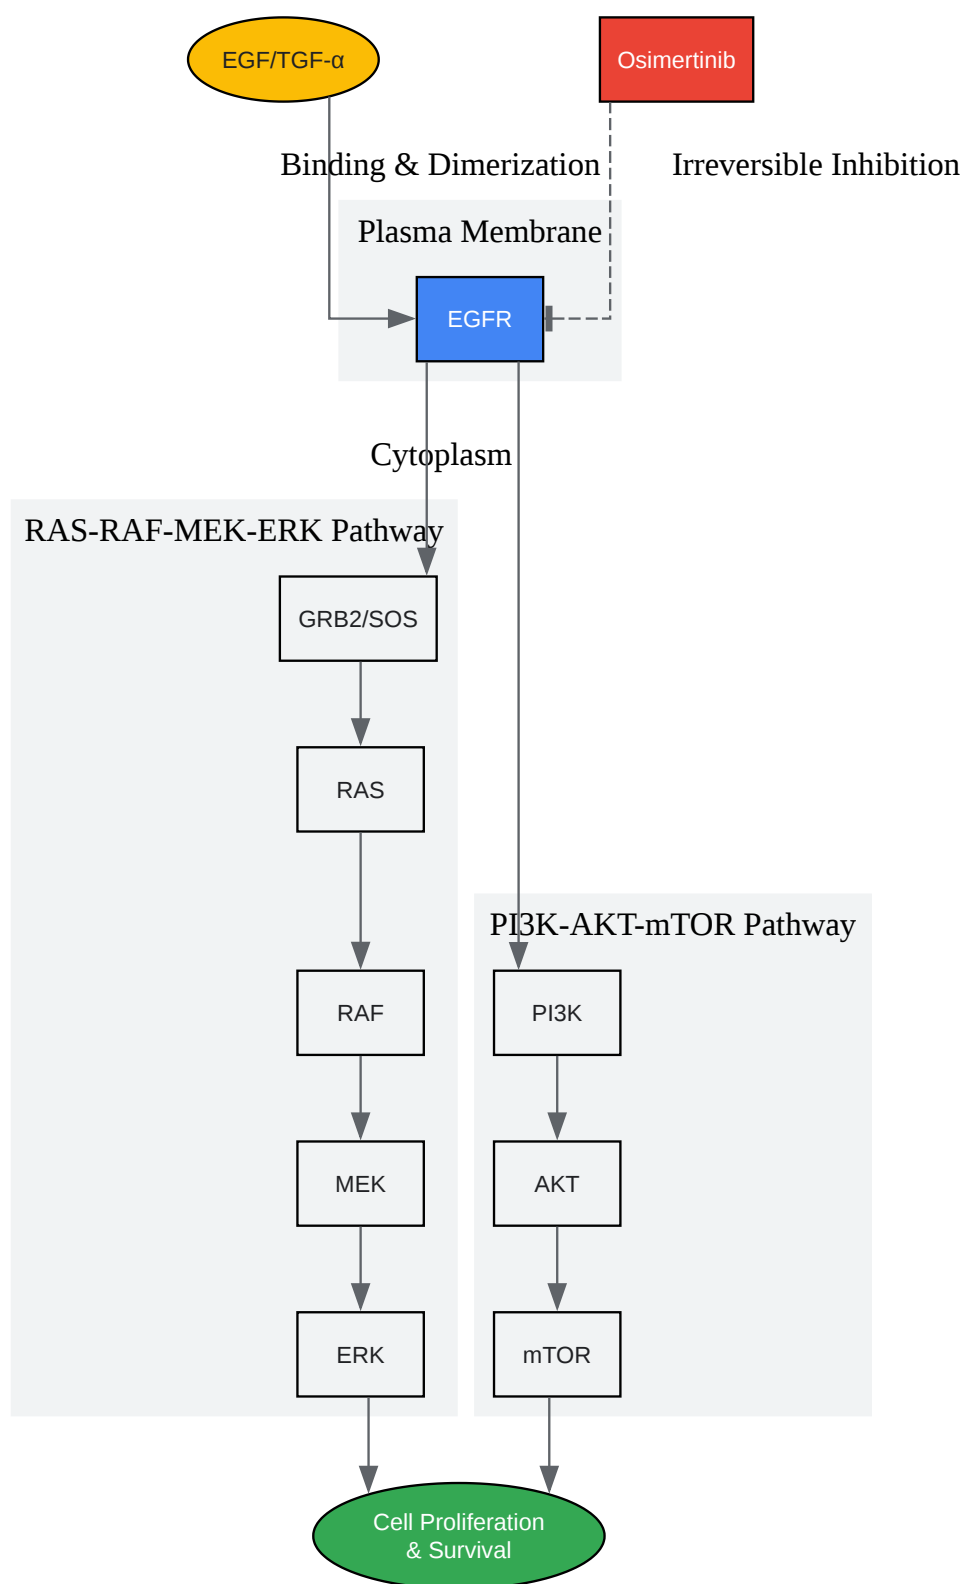 EGF/TGF-α
Osimertinib
Binding & Dimerization
Irreversible Inhibition
Plasma Membrane
EGFR
Cytoplasm
RAS-RAF-MEK-ERK Pathway
GRB2/SOS
RAS
PI3K-AKT-mTOR Pathway
RAF
PI3K
MEK
AKT
ERK
mTOR
Cell Proliferation
& Survival